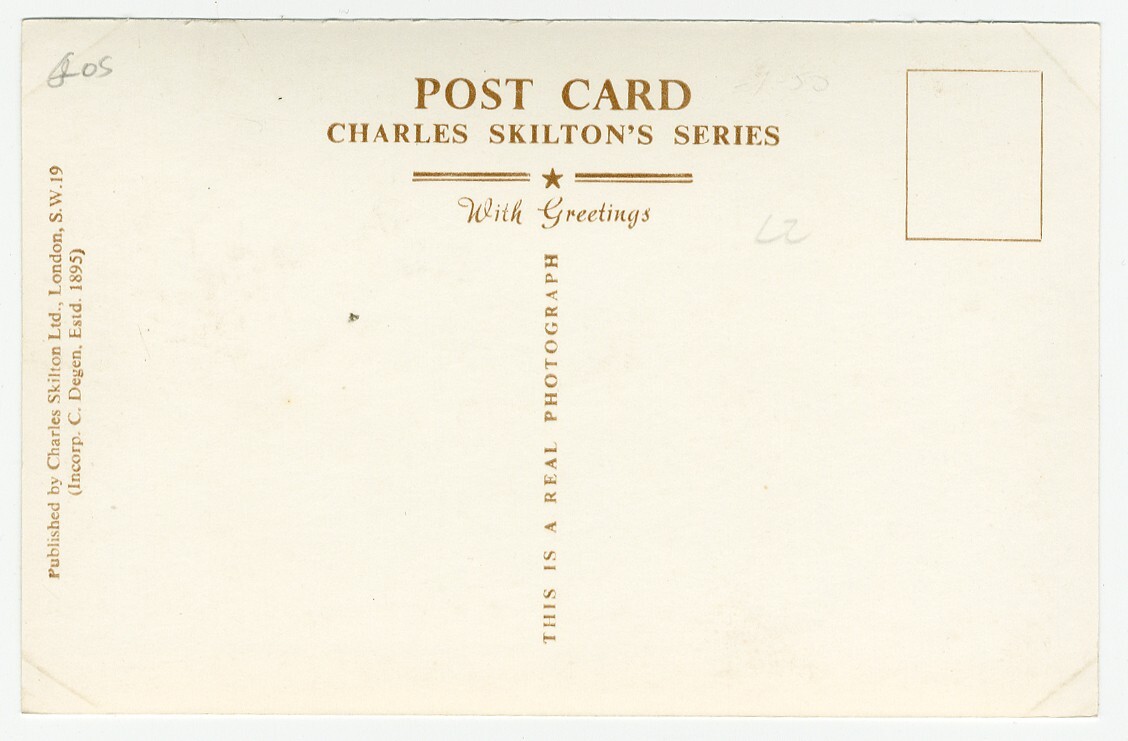 POST CARD
CHARLES SKILTON'S SERIES
With Greetings
THIS IS A REAL PHOTOGRAPH
Published by Charles Skilton Ltd., London, S.W.19
(Incorp. C. Degen. Estd. 1895)